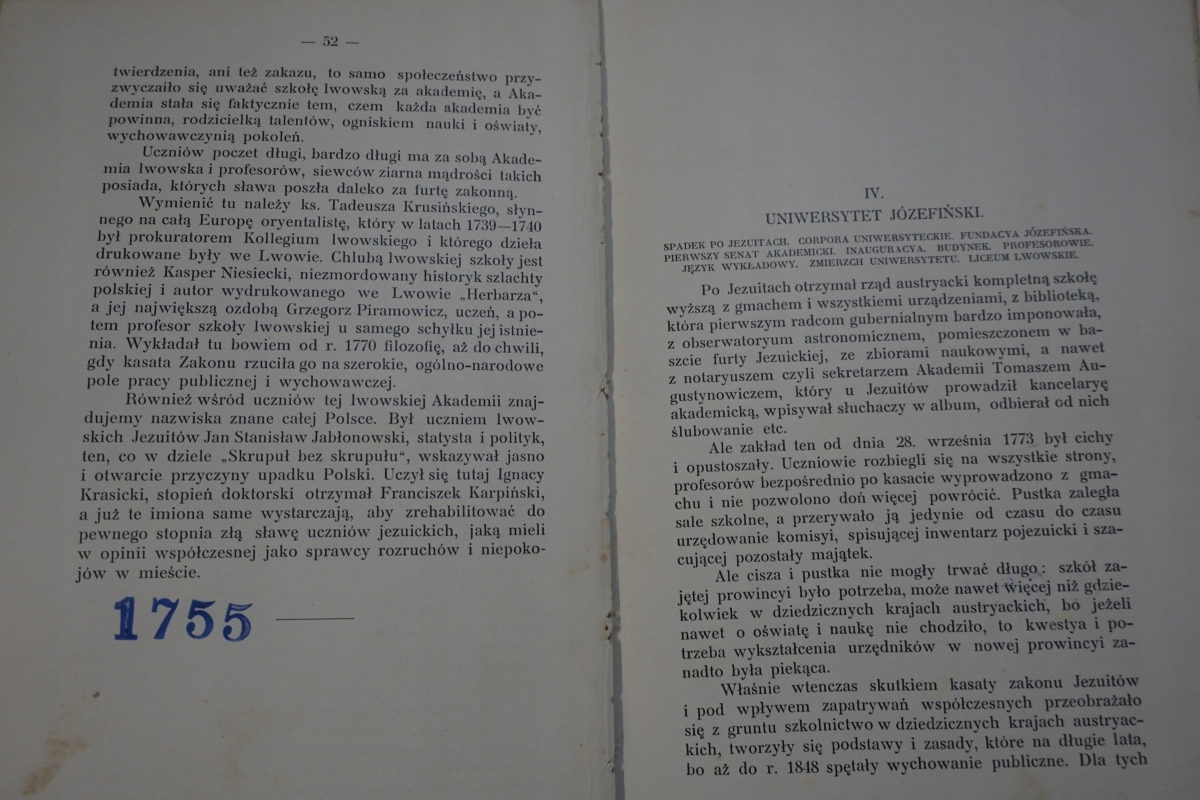 — 52 —
twierdzenia, ani też zakazu, to samo społeczeństwo przy-
zwyczaiło się uważać szkołę lwowską za akademię, a Aka-
demia stała się faktycznie tem, czem każda akademia być
powinna, rodzicielką talentów, ogniskiem nauki i oświaty,
wychowawczynią pokoleń.
Uczniów poczet długi, bardzo długi ma za sobą Akade-
mia lwowska i profesorów, siewców ziarna mądrości takich
posiada, których sława poszła daleko za furtę zakonną.
Wymienić tu należy ks. Tadeusza Krusińskiego, słyn-
nego na całą Europę oryentalistę, który w latach 1739—1740
był prokuratorem Kollegium lwowskiego i którego dzieła
drukowane były we Lwowie. Chlubą lwowskiej szkoły jest
również Kasper Niesiecki, niezmordowany historyk szlachty
polskiej i autor wydrukowanego we Lwowie „Herbarza“,
a jej największą ozdobą Grzegorz Piramowicz, uczeń, a po-
tem profesor szkoły lwowskiej u samego schyłku jej istnie-
nia. Wykładał tu bowiem od r. 1770 filozofię, aż do chwili,
gdy kasata Zakonu rzuciła go na szerokie, ogólno-narodowe
pole pracy publicznej i wychowawczej.
Również wśród uczniów tej lwowskiej Akademii znaj-
dujemy nazwiska znane całej Polsce. Był uczniem lwow-
skich Jezuitów Jan Stanisław Jabłonowski, statysta i polityk,
ten, co w dziele „Skrupuł bez skrupułu“, wskazywał jasno
i otwarcie przyczyny upadku Polski. Uczył się tutaj Ignacy
Krasicki, stopień doktorski otrzymał Franciszek Karpiński,
a już te imiona same wystarczają, aby zrehabilitować do
pewnego stopnia złą sławę uczniów jezuickich, jaką mieli
w opinii współczesnej jako sprawcy rozruchów i niepoko-
jów w mieście.
1755
IV.
UNIWERSYTET JÓZEFIŃSKI.
SPADEK PO JEZUITACH. CORPORA UNIWERSYTECKIE. FUNDACYA JÓZEFIŃSKA.
PIERWSZY SENAT AKADEMICKI. INAUGURACYA. BUDYNEK. PROFESOROWIE.
JĘZYK WYKŁADOWY. ZMIERZCH UNIWERSYTETU. LICEUM LWOWSKIE.
Po Jezuitach otrzymał rząd austryacki kompletną szkołę
wyższą z gmachem i wszystkiemi urządzeniami, z biblioteką,
która pierwszym radcom gubernialnym bardzo imponowała,
z obserwatoryum astronomicznem, pomieszczonem w ba-
szcie furty Jezuickiej, ze zbiorami naukowymi, a nawet
z notaryuszem czyli sekretarzem Akademii Tomaszem Au-
gustynowiczem, który u Jezuitów prowadził kancelaryę
akademicką, wpisywał słuchaczy w album, odbierał od nich
ślubowanie etc.
Ale zakład ten od dnia 28. września 1773 był cichy
i opustoszały. Uczniowie rozbiegli się na wszystkie strony,
profesorów bezpośrednio po kasacie wyprowadzono z gma-
chu i nie pozwolono doń więcej powrócić. Pustka zaległa
sale szkolne, a przerywało ją jedynie od czasu do czasu
urzędowanie komisyi, spisującej inwentarz pojezuicki i sza-
cującej pozostały majątek.
Ale cisza i pustka nie mogły trwać długo: szkół za-
jętej prowincyi było potrzeba, może nawet więcej niż gdzie-
kolwiek w dziedzicznych krajach austryackich, bo jeżeli
nawet o oświatę i naukę nie chodziło, to kwestya i po-
trzeba wykształcenia urzędników w nowej prowincyi za-
nadto była piekąca.
Właśnie wtenczas skutkiem kasaty zakonu Jezuitów
i pod wpływem zapatrywań współczesnych przeobrażało
się z gruntu szkolnictwo w dziedzicznych krajach austryac-
kich, tworzyły się podstawy i zasady, które na długie lata,
bo aż do r. 1848 spętały wychowanie publiczne. Dla tych